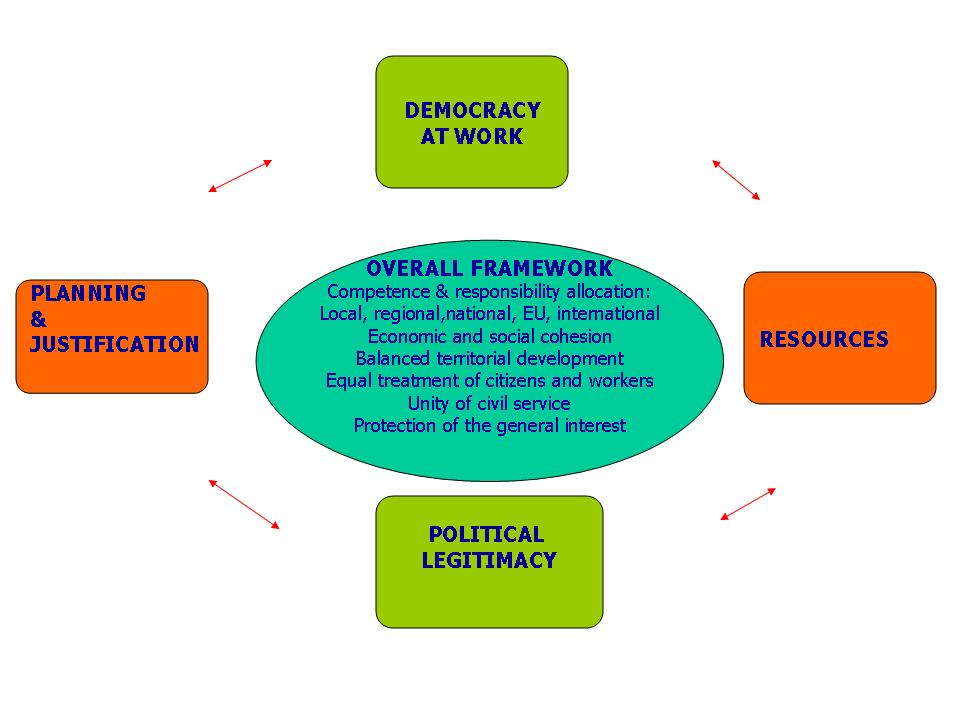 DEMOCRACY
AT WORK
PLANNING
&
JUSTIFICATION
OVERALL FRAMEWORK
Competence & responsibility allocation:
Local, regional,national, EU, international
Economic and social cohesion
Balanced territorial development
Equal treatment of citizens and workers
Unity of civil service
Protection of the general interest
RESOURCES
POLITICAL
LEGITIMACY